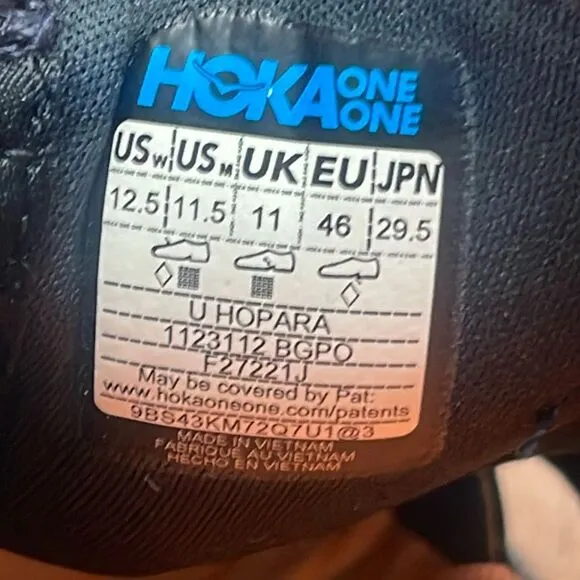 HOKA ONE ONE
US W US M UK EU JPN
12.5 11.5 11 46 29.5
U HOPARA
1123112 BGPO
F27221J
May be covered by Pat:
www.hokaoneone.com/patents
9BS43KM72Q7U1@3
MADE IN VIETNAM
FABRIQUE AU VIETNAM
HECHO EN VIETNAM